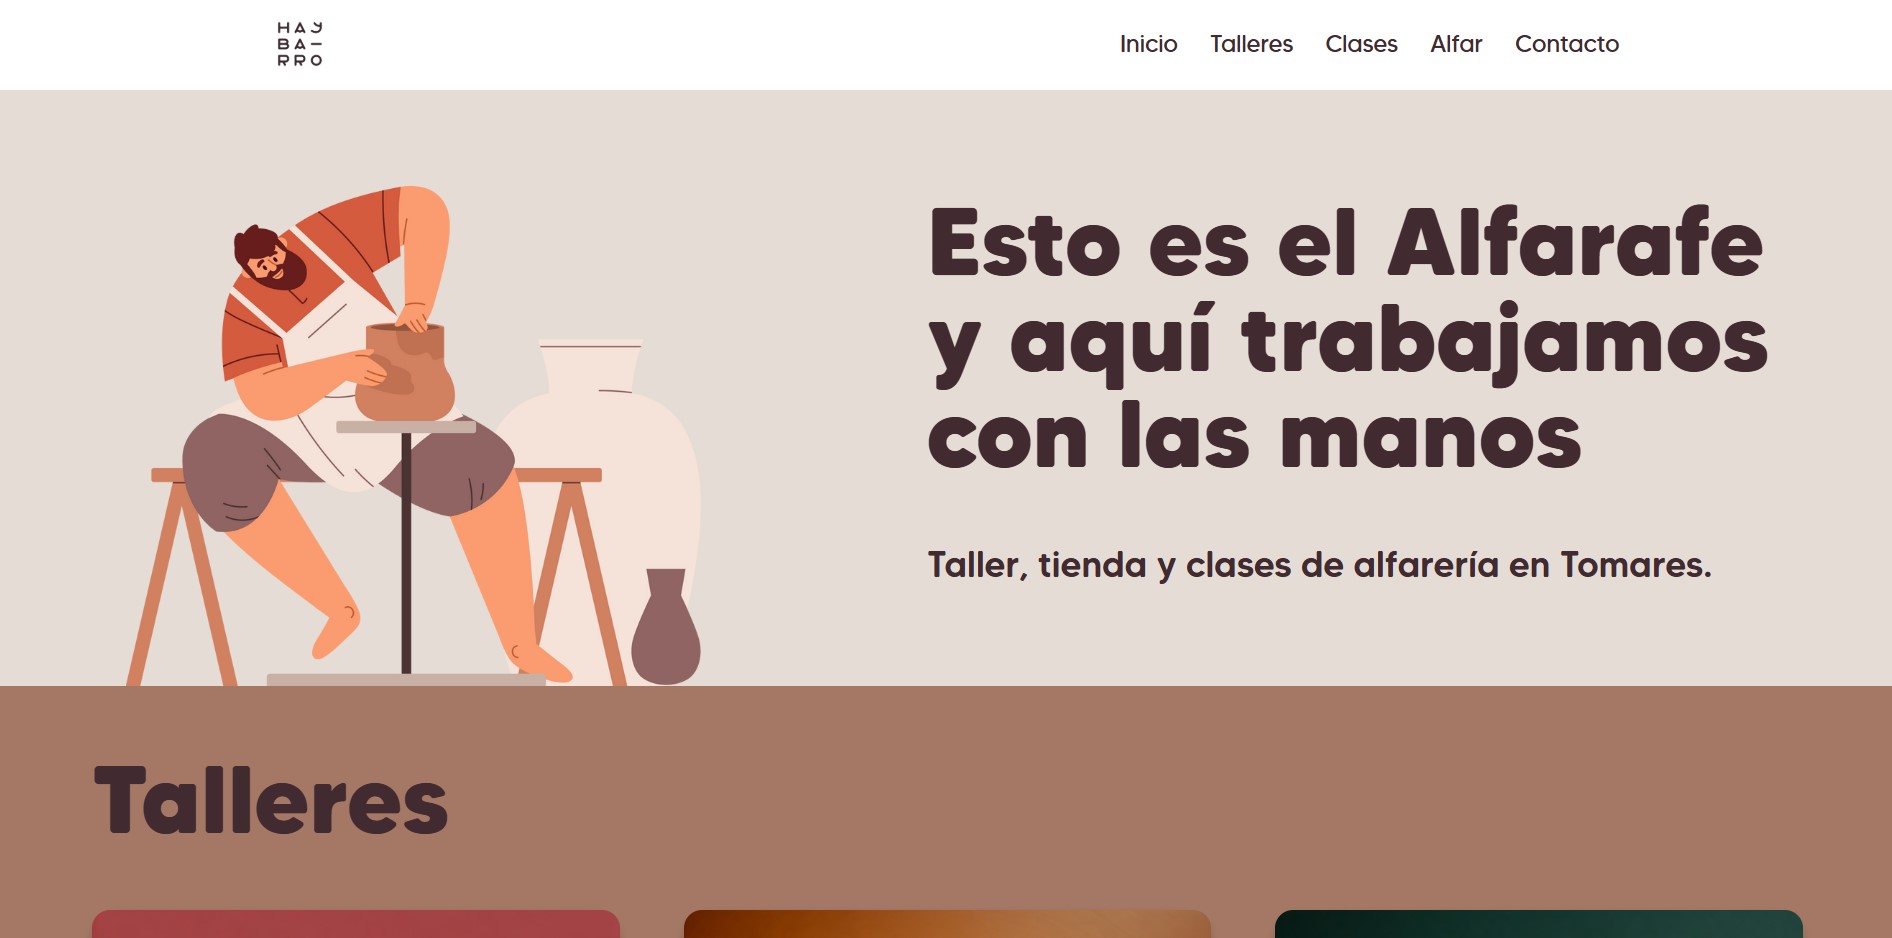 HAY
BA–
RRO
Inicio Talleres Clases Alfar Contacto
Esto es el Alfarafe
y aquí trabajamos
con las manos
Taller, tienda y clases de alfarería en Tomares.
Talleres